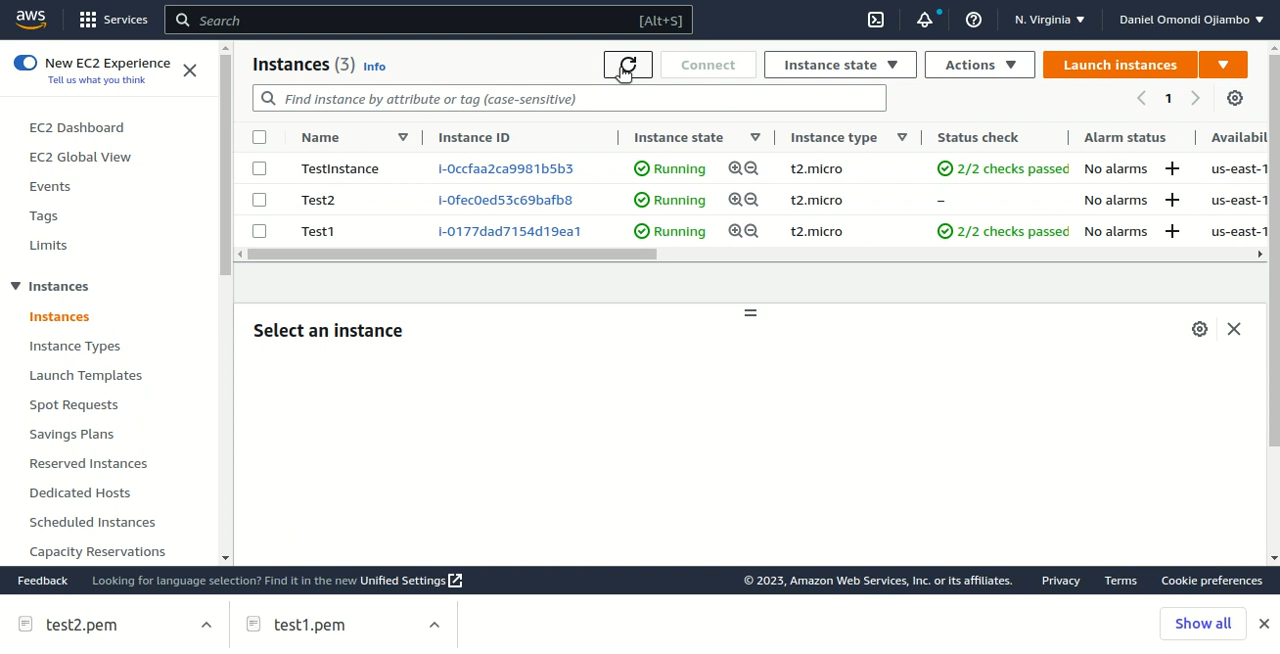 aws Services Search [Alt+S] N. Virginia Daniel Omondi Ojiambo
New EC2 Experience
Tell us what you think
EC2 Dashboard
EC2 Global View
Events
Tags
Limits
Instances
Instances
Instance Types
Launch Templates
Spot Requests
Savings Plans
Reserved Instances
Dedicated Hosts
Scheduled Instances
Capacity Reservations
Instances (3) Info Connect Instance state Actions Launch instances
Find instance by attribute or tag (case-sensitive) 1
Name Instance ID Instance state Instance type Status check Alarm status Availabil
TestInstance i-0ccfaa2ca9981b5b3 Running t2.micro 2/2 checks passed No alarms + us-east-1
Test2 i-0fec0ed53c69bafb8 Running t2.micro – No alarms + us-east-1
Test1 i-0177dad7154d19ea1 Running t2.micro 2/2 checks passed No alarms + us-east-1
Select an instance
Feedback Looking for language selection? Find it in the new Unified Settings © 2023, Amazon Web Services, Inc. or its affiliates. Privacy Terms Cookie preferences
test2.pem test1.pem Show all